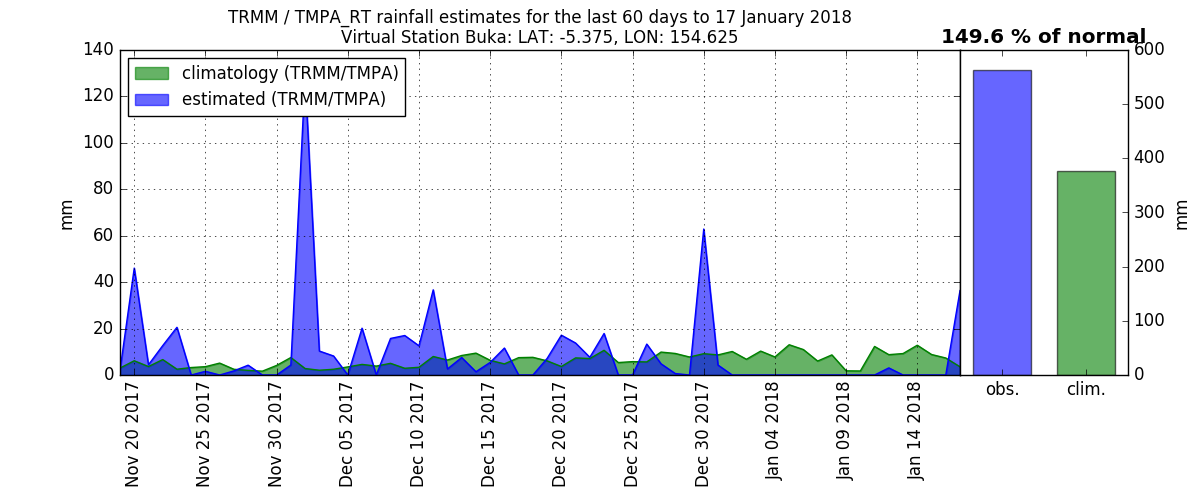 TRMM / TMPA_RT rainfall estimates for the last 60 days to 17 January 2018
Virtual Station Buka: LAT: -5.375, LON: 154.625
149.6 % of normal
climatology (TRMM/TMPA)
estimated (TRMM/TMPA)
140
120
100
80
60
40
20
0
mm
600
500
400
300
200
100
0
mm
Nov 20 2017
Nov 25 2017
Nov 30 2017
Dec 05 2017
Dec 10 2017
Dec 15 2017
Dec 20 2017
Dec 25 2017
Dec 30 2017
Jan 04 2018
Jan 09 2018
Jan 14 2018
obs.
clim.